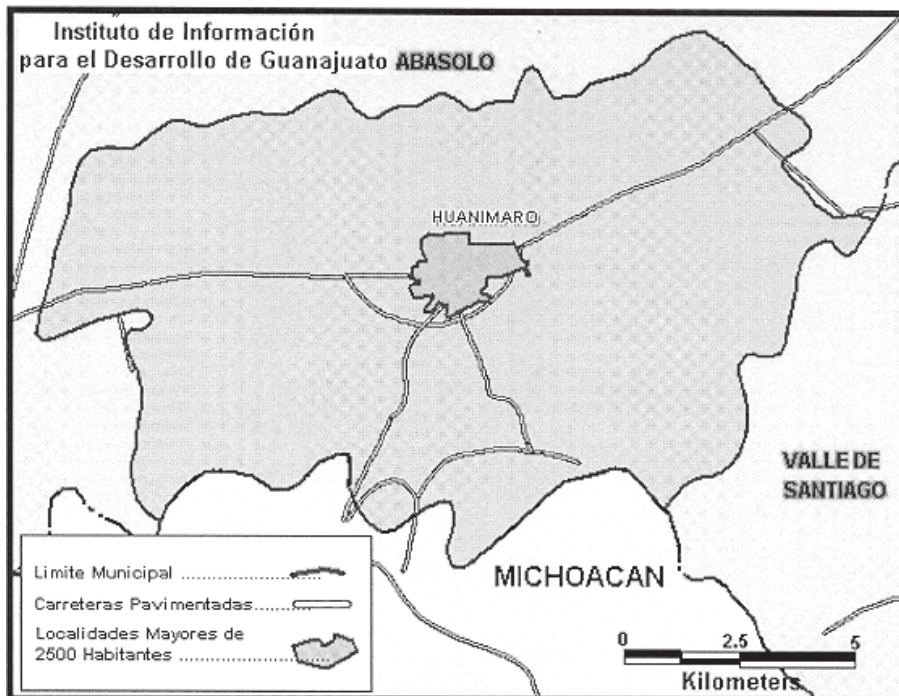 Instituto de Información
para el Desarrollo de Guanajuato
ABASOLO
HUANIMARO
VALLE DE
SANTIAGO
MICHOACAN
Limite Municipal
Carreteras Pavimentadas
Localidades Mayores de
2500 Habitantes
0 2.5 5
Kilometers